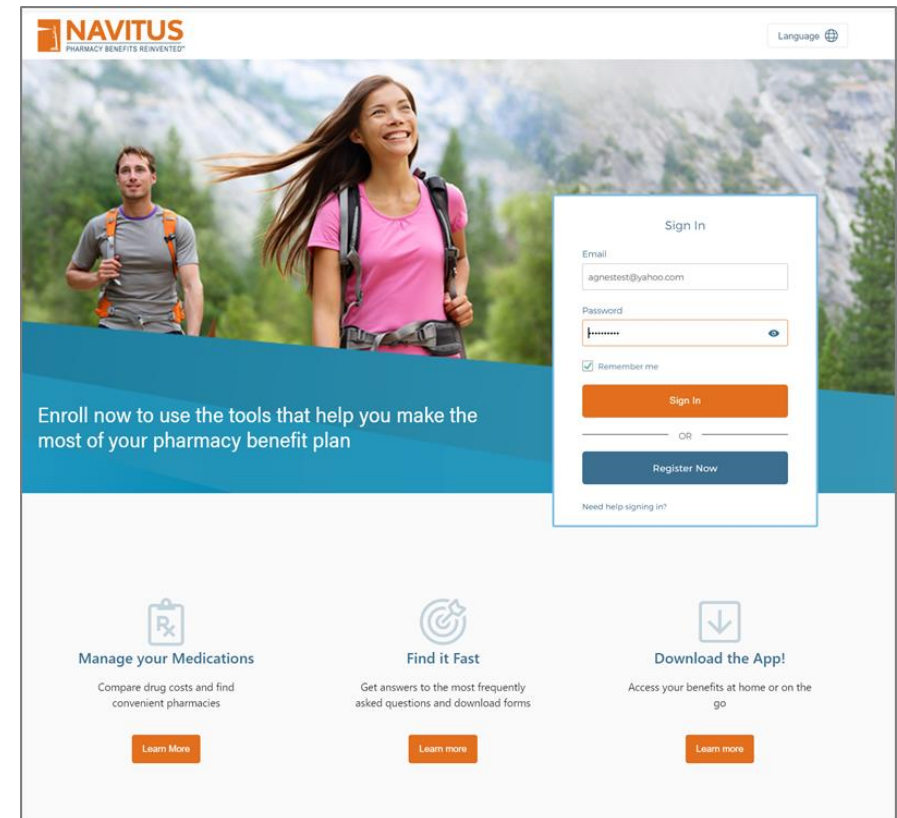 NAVITUS
PHARMACY BENEFITS REINVENTED
Language
Sign In
Email
agnestest@yahoo.com
Password
••••••••••
Remember me
Sign In
OR
Register Now
Need help signing in?
Enroll now to use the tools that help you make the
most of your pharmacy benefit plan
Rx
Manage your Medications
Compare drug costs and find
convenient pharmacies
Learn More
Find it Fast
Get answers to the most frequently
asked questions and download forms
Learn more
Download the App!
Access your benefits at home or on the
go
Learn more